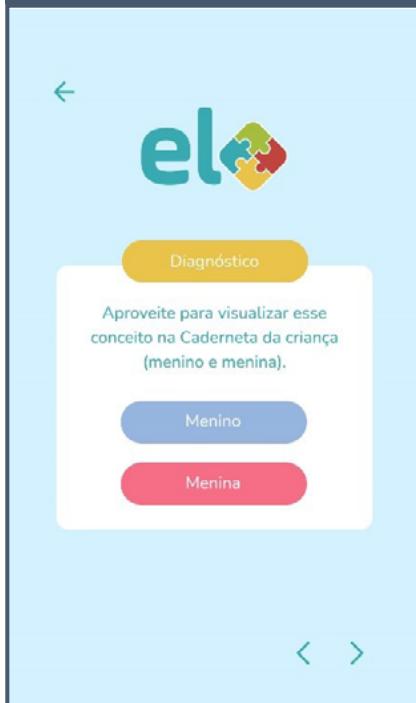 elo
Diagnóstico
Aproveite para visualizar esse
conceito na Caderneta da criança
(menino e menina).
Menino
Menina